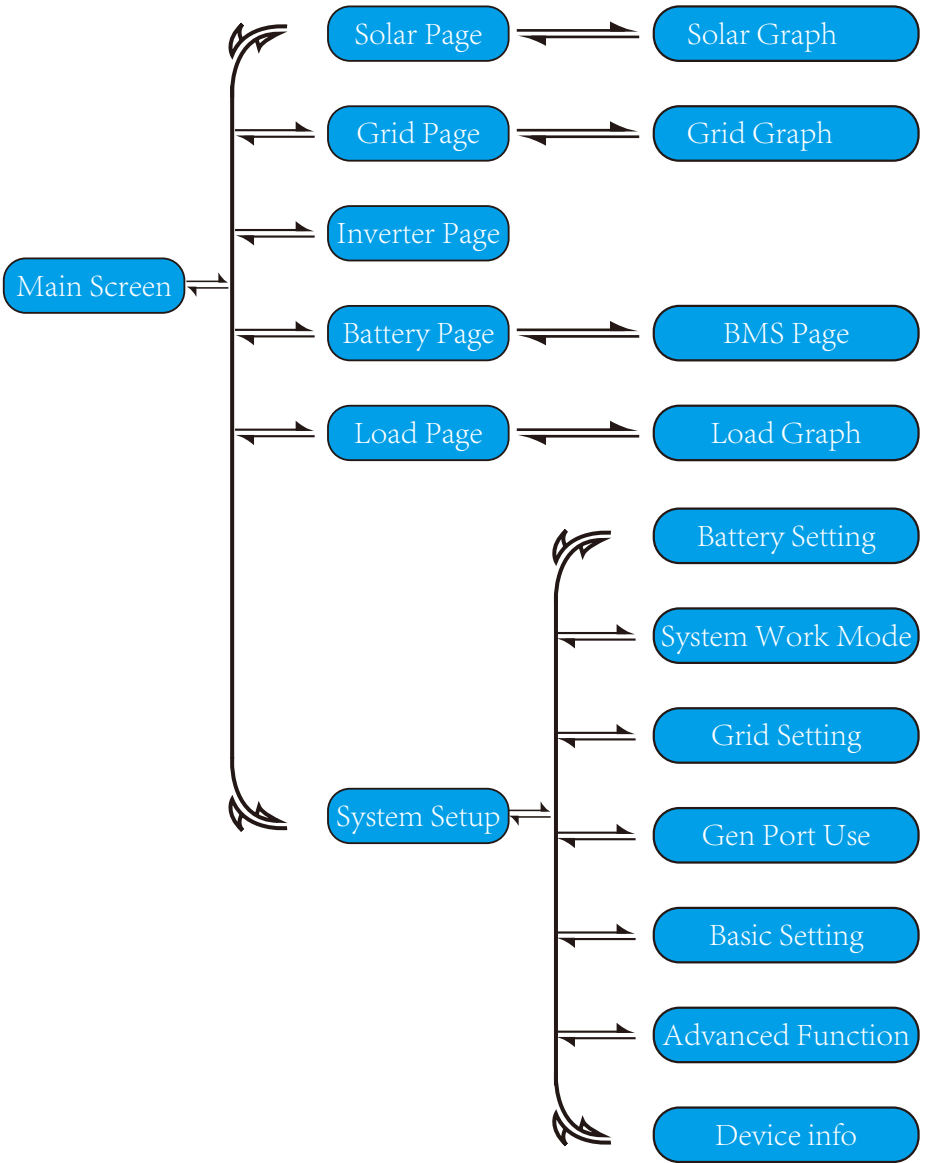 Solar Page
Solar Graph
Grid Page
Grid Graph
Inverter Page
Main Screen
Battery Page
BMS Page
Load Page
Load Graph
Battery Setting
System Work Mode
Grid Setting
System Setup
Gen Port Use
Basic Setting
Advanced Function
Device info